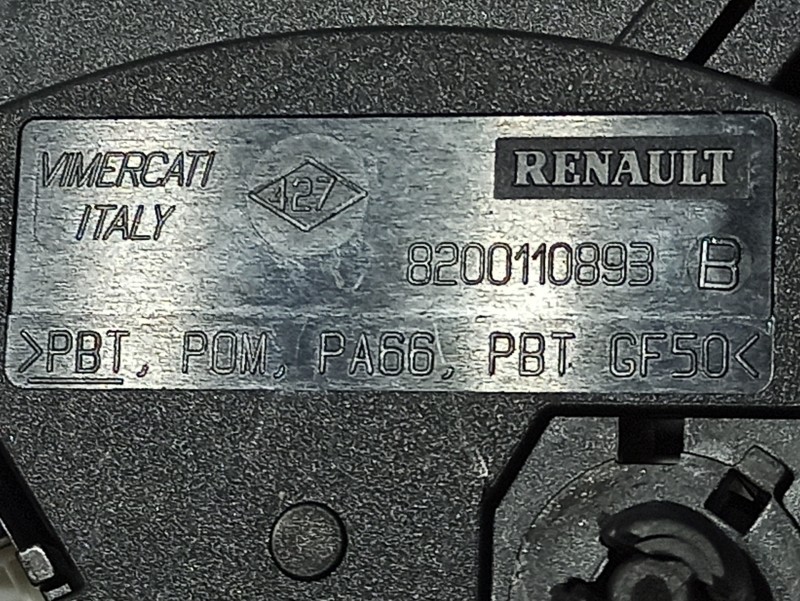 VIMERCATI
ITALY
427
RENAULT
8200110893 B
>PBT, POM, PA66, PBT GF50<